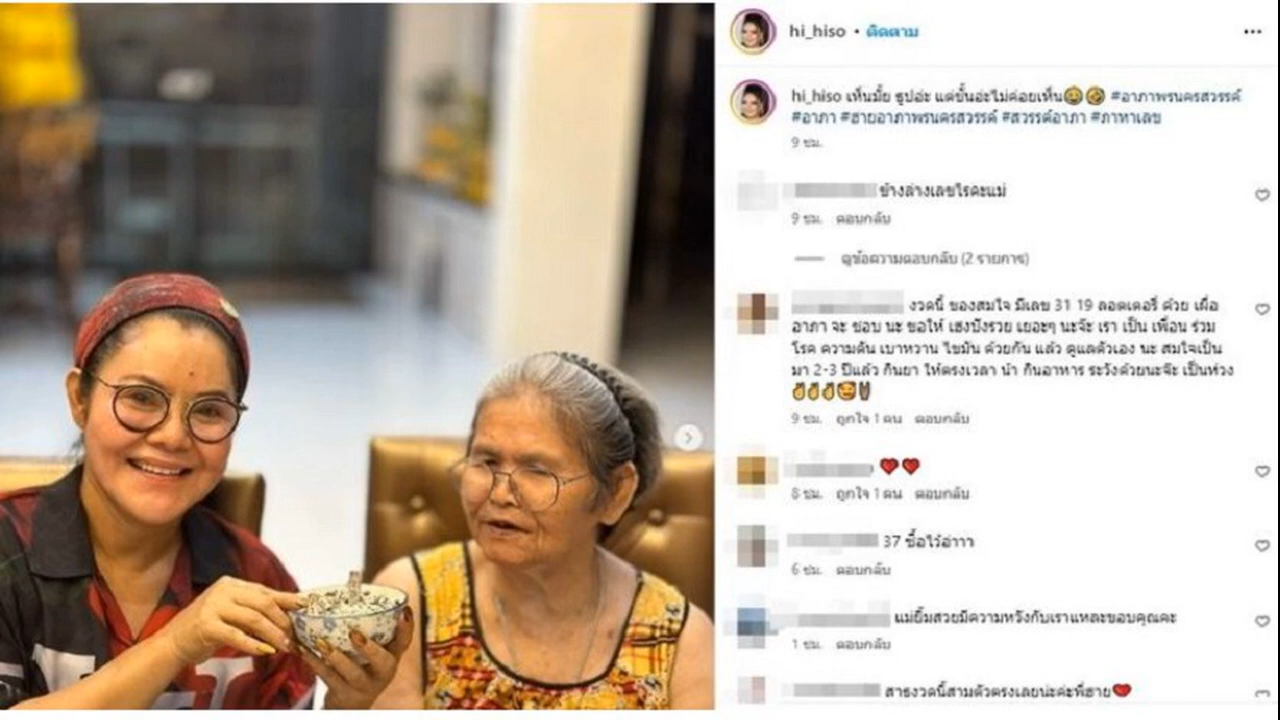 hi_hiso • ติดตาม
hi_hiso เห็นมั้ย ธูปอ่ะ แต่ขั้นอ่ะไม่ค่อยเห็น😂🤣 #อาภาพรนครสวรรค์
#อาภา #ฮายอาภาพรนครสวรรค์ #สวรรค์อาภา #ภาหาเลข
9 ชม.
ข้างล่างเลขไรคะแม่
9 ชม. ตอบกลับ
ดูข้อความตอบกลับ (2 รายการ)
งวดนี้ ของสมใจ มีเลข 31 19 ลอตเตอรี่ ด้วย เผื่อ
อาภา จะ ชอบ นะ ขอให้ เฮงปังรวย เยอะๆ นะจ๊ะ เรา เป็น เพื่อน ร่วม
โรค ความดัน เบาหวาน ไขมัน ด้วยกัน แล้ว ดูแลตัวเอง นะ สมใจเป็น
มา 2-3 ปีแล้ว กินยา ให้ตรงเวลา น้ำ กินอาหาร ระวังด้วยนะจ๊ะ เป็นห่วง
9 ชม. ถูกใจ 1 คน ตอบกลับ
❤️❤️
8 ชม. ถูกใจ 1 คน ตอบกลับ
37 ซื้อไว้อ่าาา
6 ชม. ตอบกลับ
แม่ยิ้มสวยมีความหวังกับเราแหละขอบคุณคะ
1 ชม. ตอบกลับ
สาธงวดนี้สามตัวตรงเลยน่ะค่ะพี่ฮาย❤️